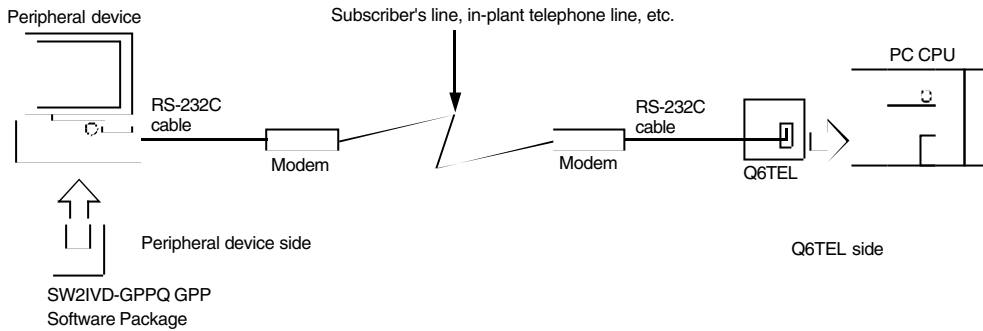 Peripheral device
Subscriber's line, in-plant telephone line, etc.
PC CPU
RS-232C
cable
RS-232C
cable
Modem
Modem
Q6TEL
Peripheral device side
Q6TEL side
SW2IVD-GPPQ GPP
Software Package